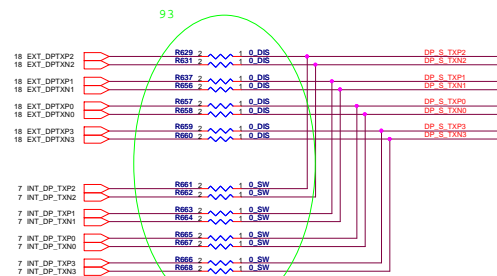 93
18 EXT_DPTXP2 R629 2 1 0_DIS DP_S_TXP2
18 EXT_DPTXN2 R631 2 1 0_DIS DP_S_TXN2
18 EXT_DPTXP1 R637 2 1 0_DIS DP_S_TXP1
18 EXT_DPTXN1 R656 2 1 0_DIS DP_S_TXN1
18 EXT_DPTXP0 R657 2 1 0_DIS DP_S_TXP0
18 EXT_DPTXN0 R658 2 1 0_DIS DP_S_TXN0
18 EXT_DPTXP3 R659 2 1 0_DIS DP_S_TXP3
18 EXT_DPTXN3 R660 2 1 0_DIS DP_S_TXN3
7 INT_DP_TXP2 R661 2 1 0_SW
7 INT_DP_TXN2 R662 2 1 0_SW
7 INT_DP_TXP1 R663 2 1 0_SW
7 INT_DP_TXN1 R664 2 1 0_SW
7 INT_DP_TXP0 R665 2 1 0_SW
7 INT_DP_TXN0 R667 2 1 0_SW
7 INT_DP_TXP3 R666 2 1 0_SW
7 INT_DP_TXN3 R668 2 1 0_SW